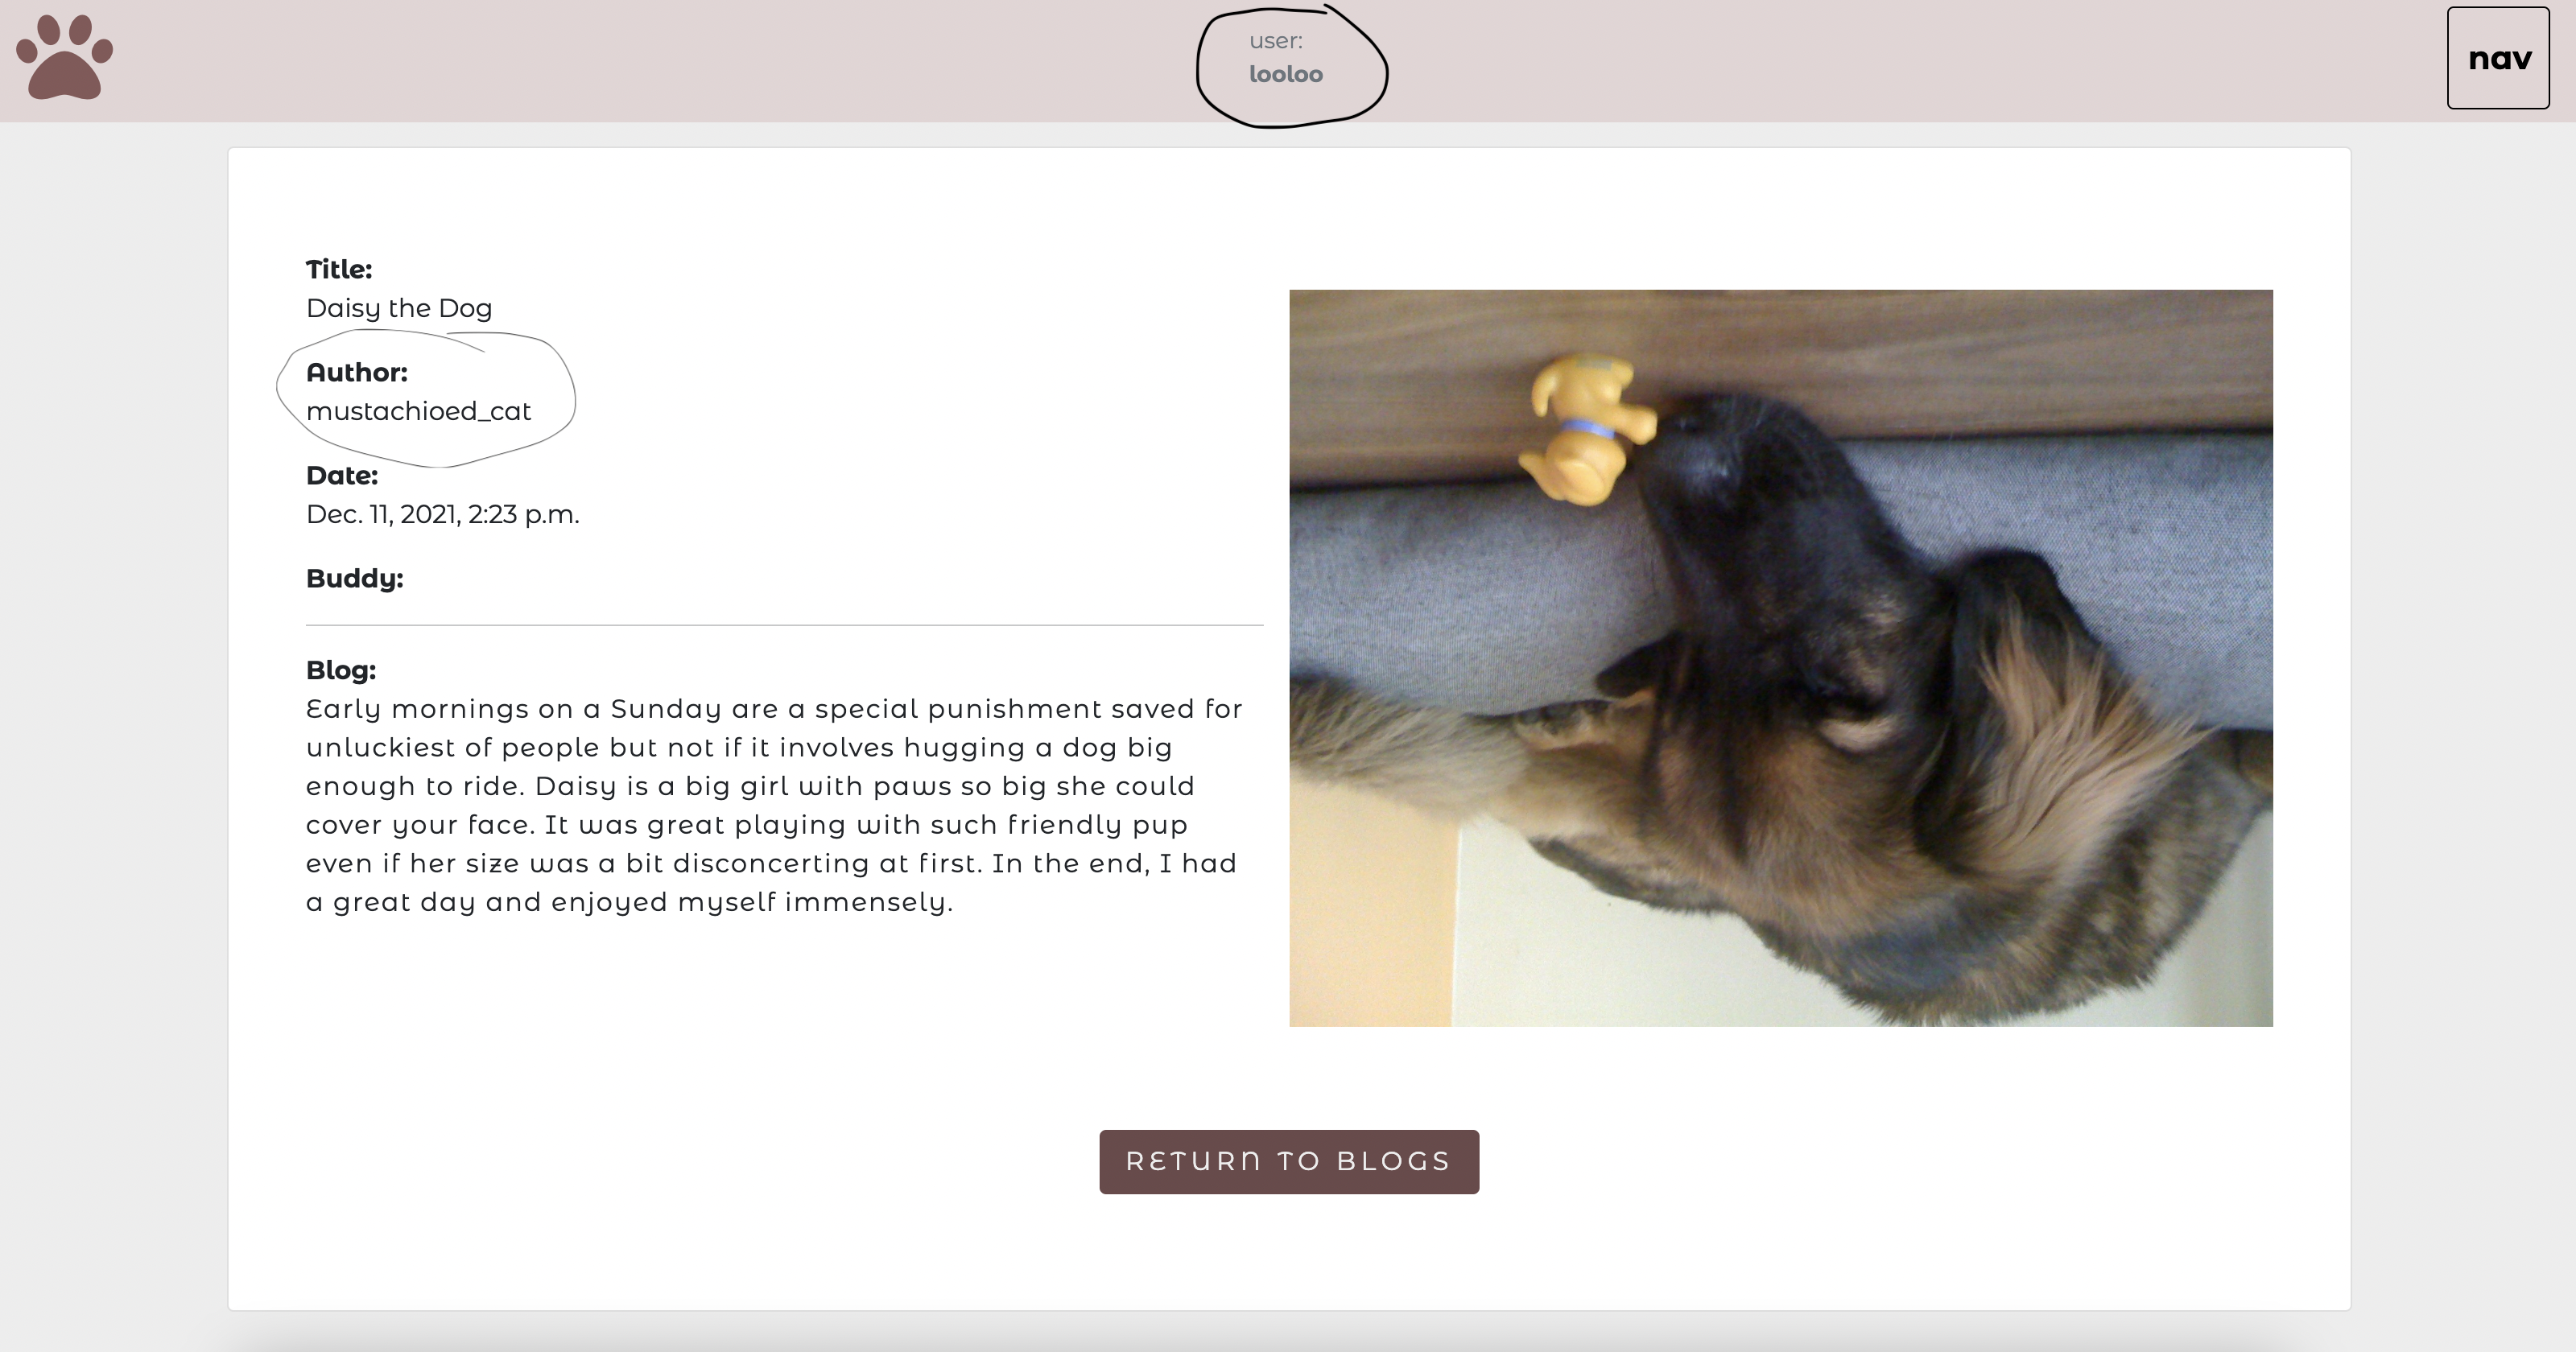 user:
looloo
nav
Title:
Daisy the Dog
Author:
mustachioed_cat
Date:
Dec. 11, 2021, 2:23 p.m.
Buddy:
Blog:
Early mornings on a Sunday are a special punishment saved for
unluckiest of people but not if it involves hugging a dog big
enough to ride. Daisy is a big girl with paws so big she could
cover your face. It was great playing with such friendly pup
even if her size was a bit disconcerting at first. In the end, I had
a great day and enjoyed myself immensely.
RETURN TO BLOGS